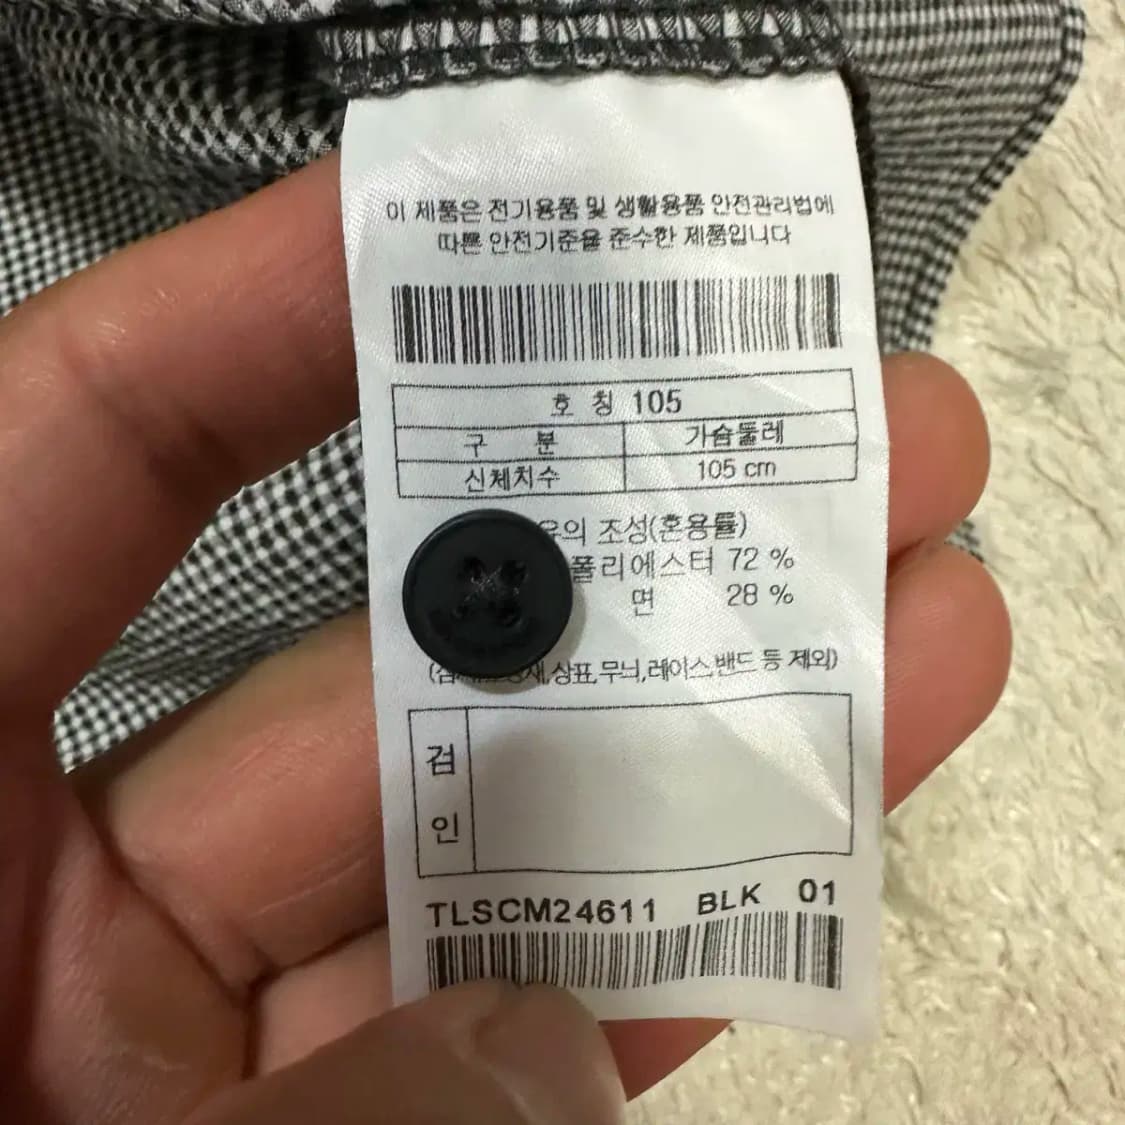 이 제품은 전기용품 및 생활용품 안전관리법에
따른 안전기준을 준수한 제품입니다
호 칭 105
구 분 가슴둘레
신체치수 105 cm
조성(혼용률)
폴리에스터 72 %
면 28 %
상표,무늬,레이스,밴드 등 제외)
검
인
TLSCM24611 BLK 01